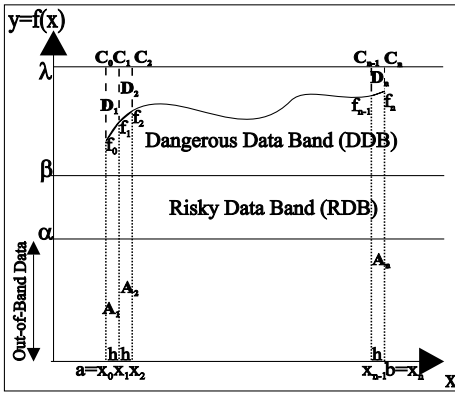 y=f(x)
C₀ C₁ C₂ Cₙ₋₁ Cₙ
λ
D₂ Dₙ
D₁
f₂ fₙ₋₁ fₙ
f₁
f₀
Dangerous Data Band (DDB)
β
Risky Data Band (RDB)
α
Out-of-Band Data
Aₙ
A₂
A₁
h h h
a=x₀ x₁ x₂ xₙ₋₁ b=xₙ x